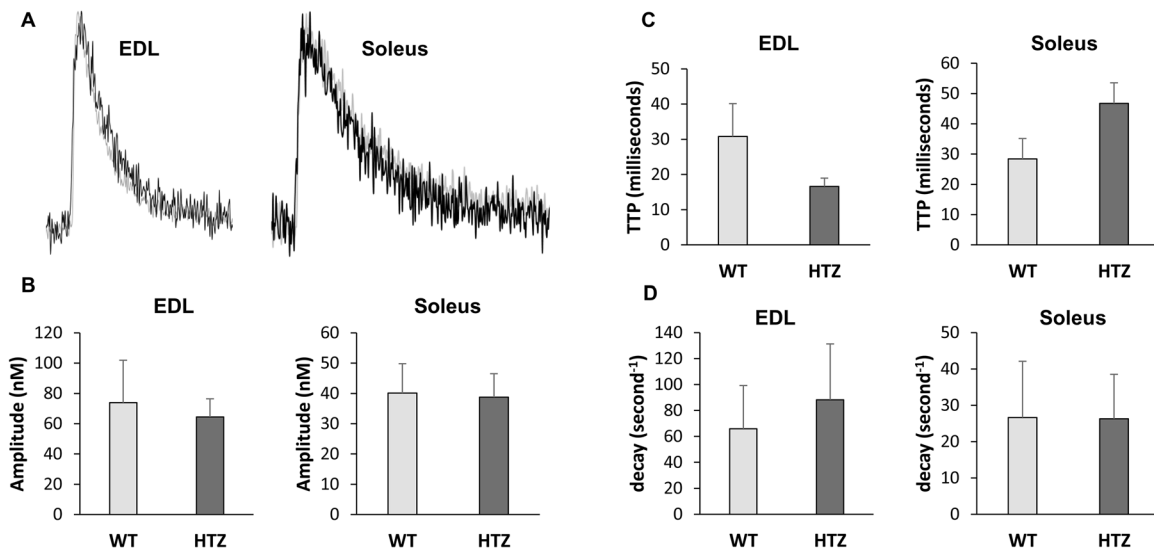 A
EDL
Soleus
B
EDL
Amplitude (nM)
120
100
80
60
40
20
0
WT
HTZ
Soleus
Amplitude (nM)
60
50
40
30
20
10
0
WT
HTZ
C
EDL
TTP (milliseconds)
50
40
30
20
10
0
WT
HTZ
Soleus
TTP (milliseconds)
60
50
40
30
20
10
0
WT
HTZ
D
EDL
decay (second⁻¹)
140
120
100
80
60
40
20
0
WT
HTZ
Soleus
decay (second⁻¹)
50
40
30
20
10
0
WT
HTZ